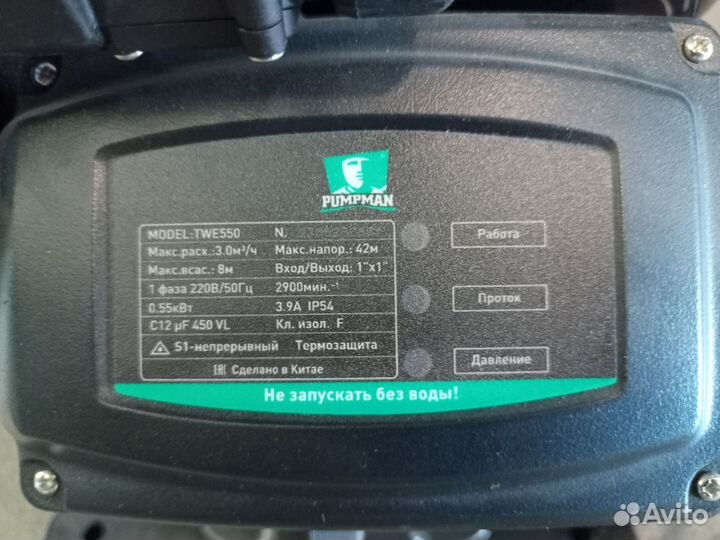 PUMPMAN
MODEL:TWE550 N.
Макс.расх.:3.0м³/ч Макс.напор.: 42м
Макс.всас.: 8м Вход/Выход: 1"x1"
1 фаза 220В/50Гц 2900мин.⁻¹
0.55кВт 3.9А IP54
C12 µF 450 VL Кл. изол. F
S1-непрерывный Термозащита
EAC Сделано в Китае
Работа
Проток
Давление
Не запускать без воды!
Avito